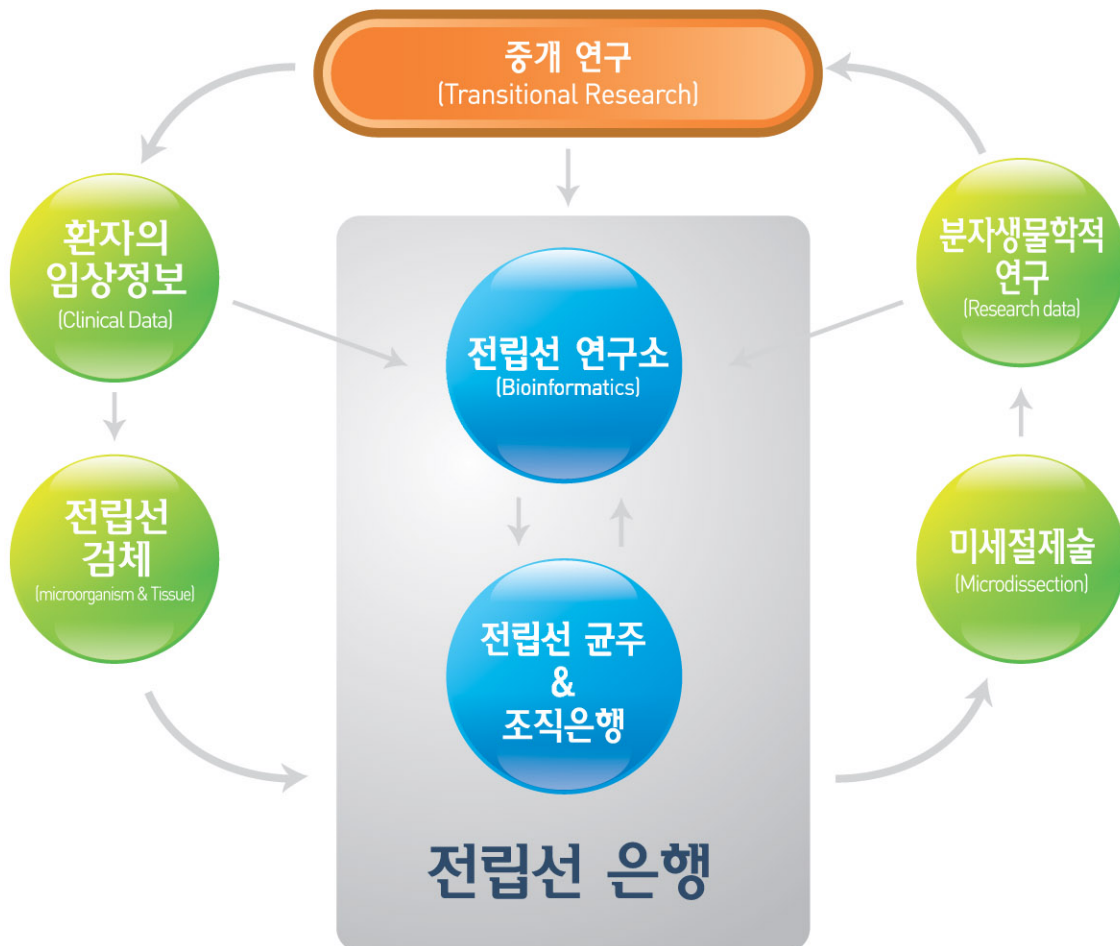 중개 연구
(Transitional Research)
환자의
임상정보
(Clinical Data)
분자생물학적
연구
(Research data)
전립선 연구소
(Bioinformatics)
전립선
검체
(microorganism & Tissue)
미세절제술
(Microdissection)
전립선 균주
&
조직은행
전립선 은행